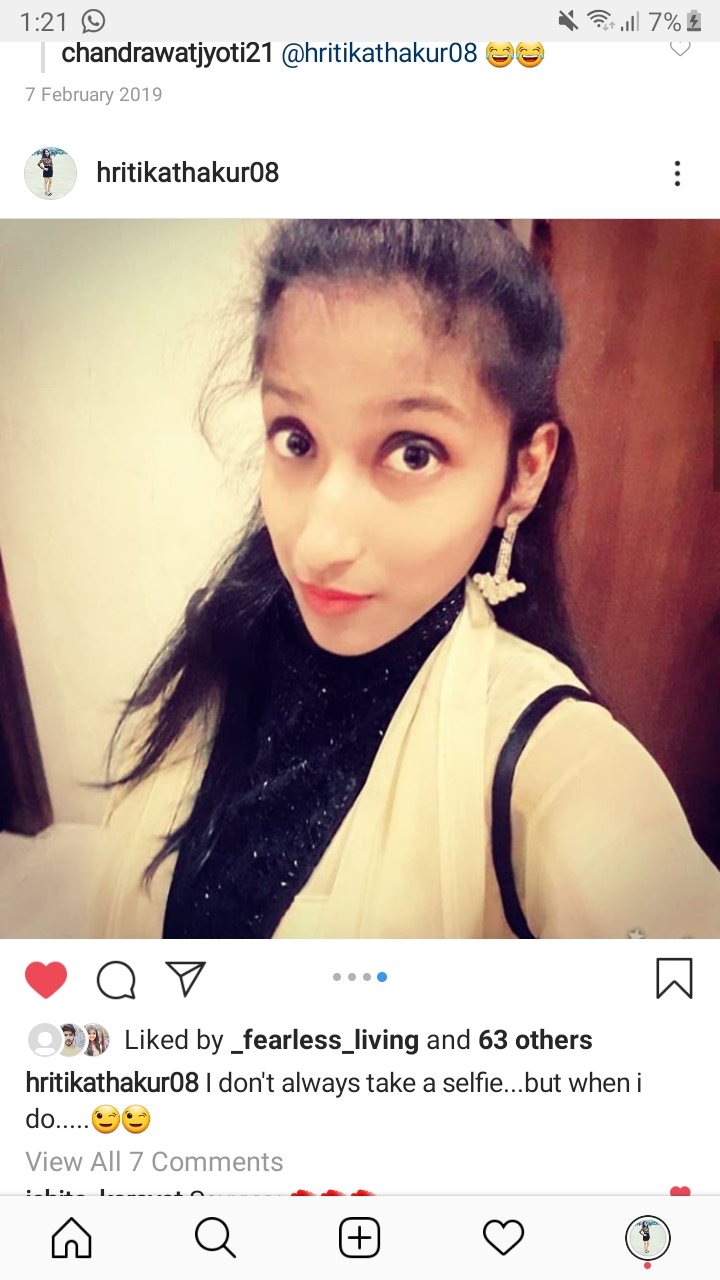 1:21 7%
chandrawatjyoti21 @hritikathakur08 😂😂
7 February 2019
hritikathakur08
Liked by _fearless_living and 63 others
hritikathakur08 I don't always take a selfie...but when i
do.....😉😉
View All 7 Comments